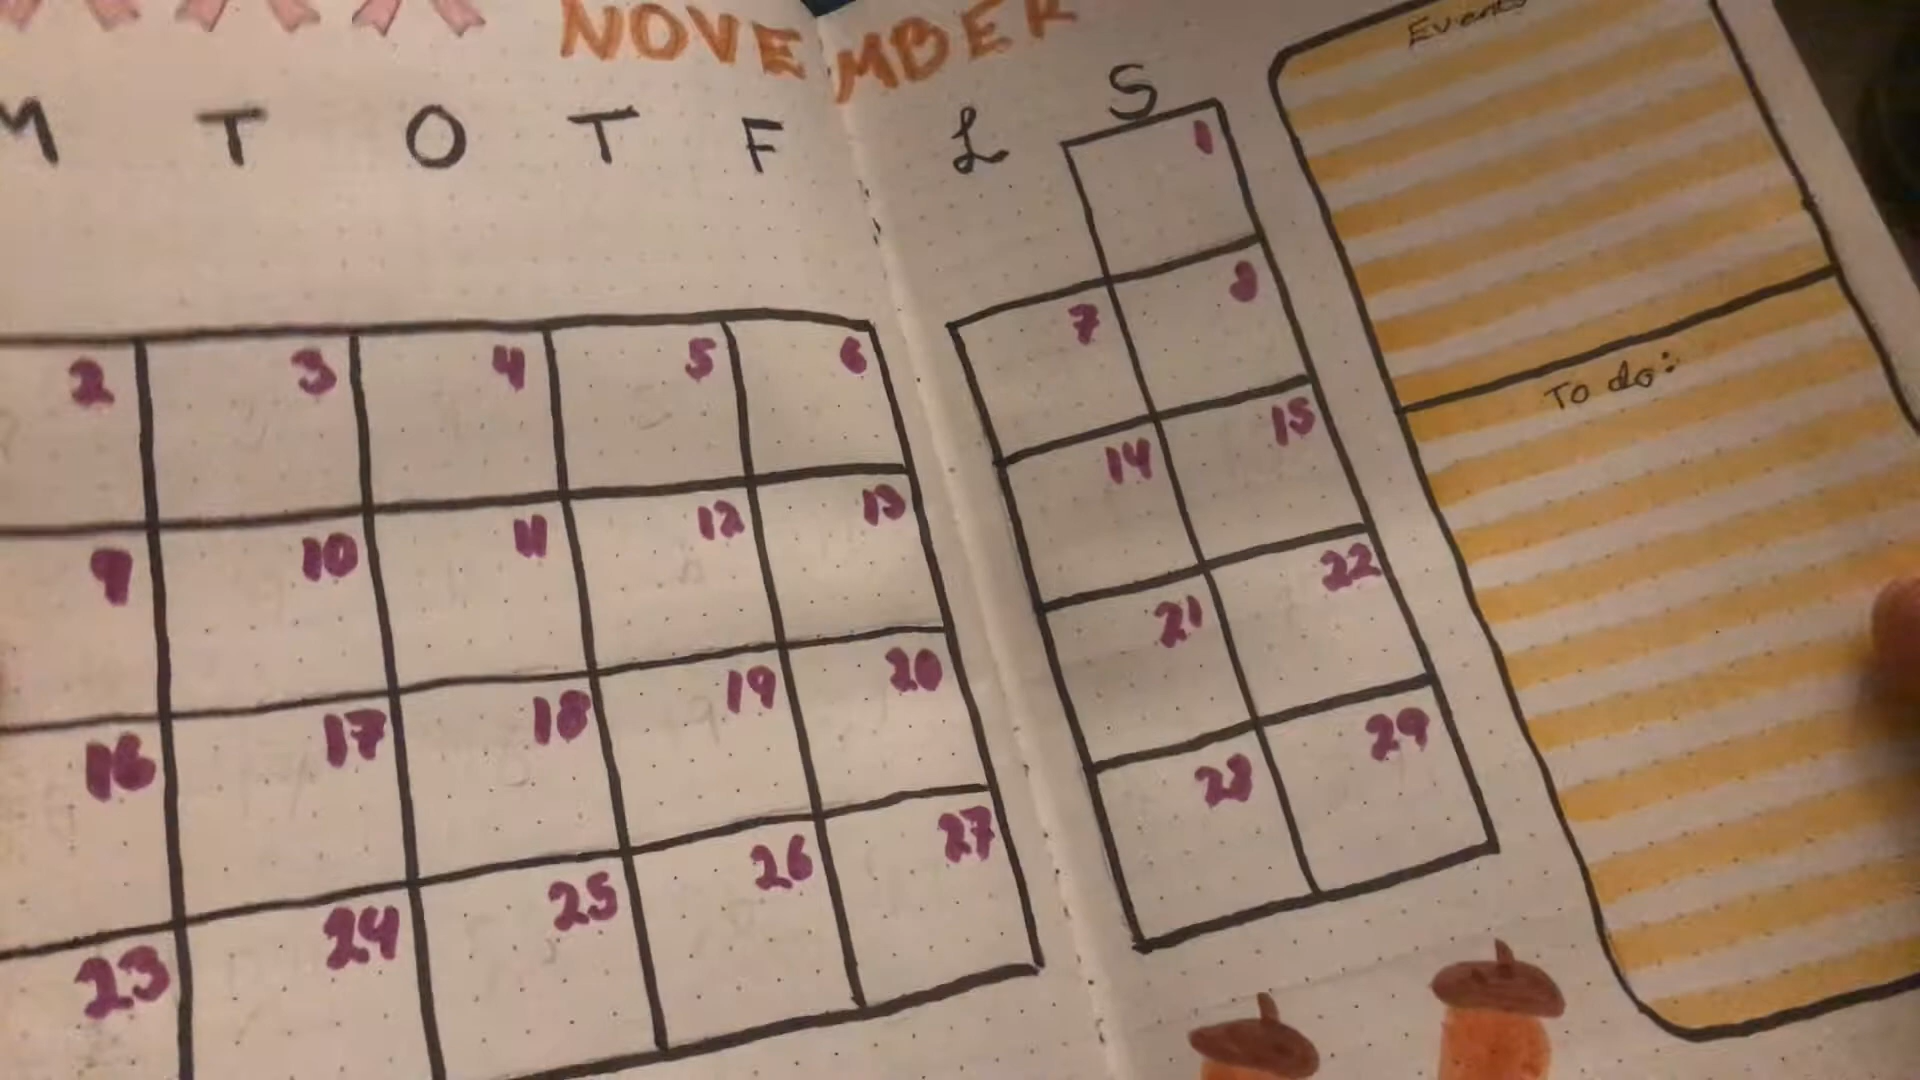 NOVEMBER
M T O T F L S
Events
1
2 3 4 5 6 7 8
To do:
9 10 11 12 13 14 15
16 17 18 19 20 21 22
23 24 25 26 27 28 29